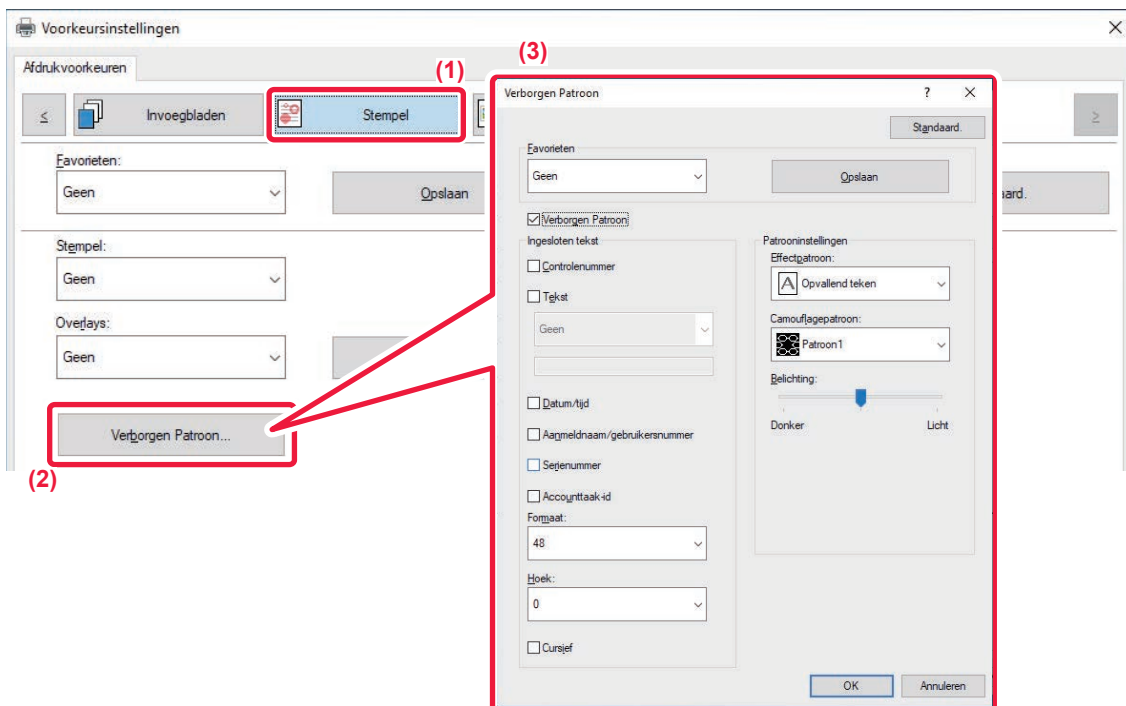 Voorkeursinstellingen
Afdrukvoorkeuren
(1)
<
Invoegbladen
Stempel
>
Favorieten:
Geen
Opslaan
aard.
Stempel:
Geen
Overlays:
Geen
Verborgen Patroon...
(2)
(3)
Verborgen Patroon
?
Standaard.
Favorieten
Geen
Opslaan
Verborgen Patroon
Ingesloten tekst
Controlenummer
Tekst
Geen
Datum/tijd
Aanmeldnaam/gebruikersnummer
Serienummer
Accounttaak-id
Formaat:
48
Hoek:
0
Cursief
Patrooninstellingen
Effectpatroon:
A Opvallend teken
Camouflagepatroon:
Patroon1
Belichting:
Donker Licht
OK Annuleren